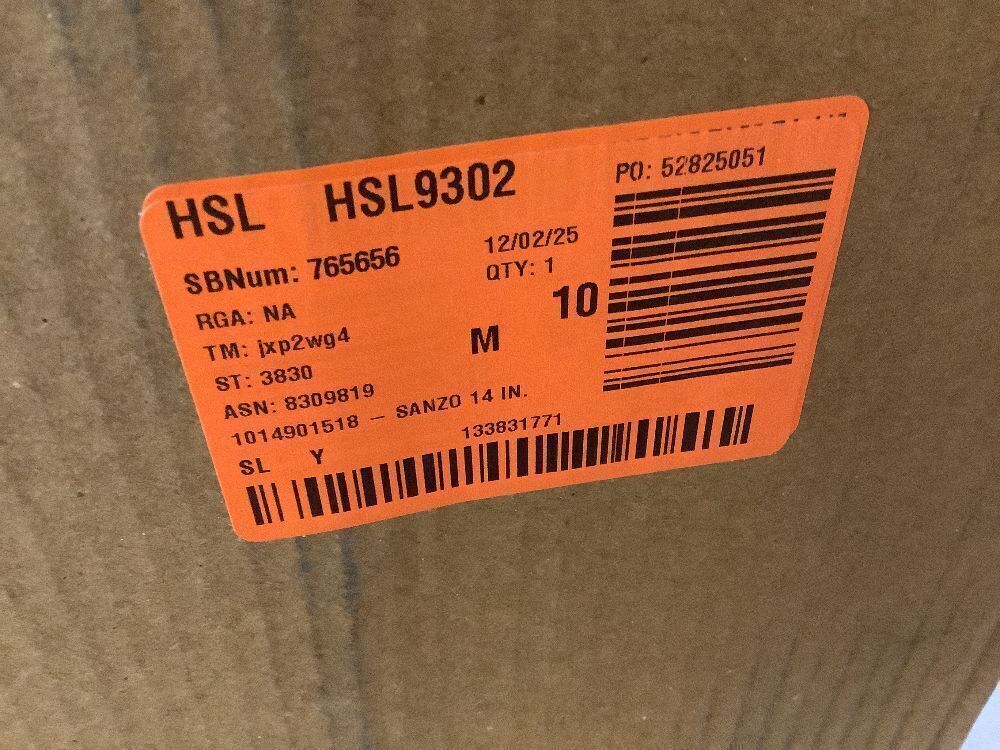 HSL HSL9302
PO: 52825051
SBNum: 765656
12/02/25
RGA: NA
QTY: 1
TM: jxp2wg4
M
10
ST: 3830
ASN: 8309819
1014901518 – SANZO 14 IN.
SL Y
133831771